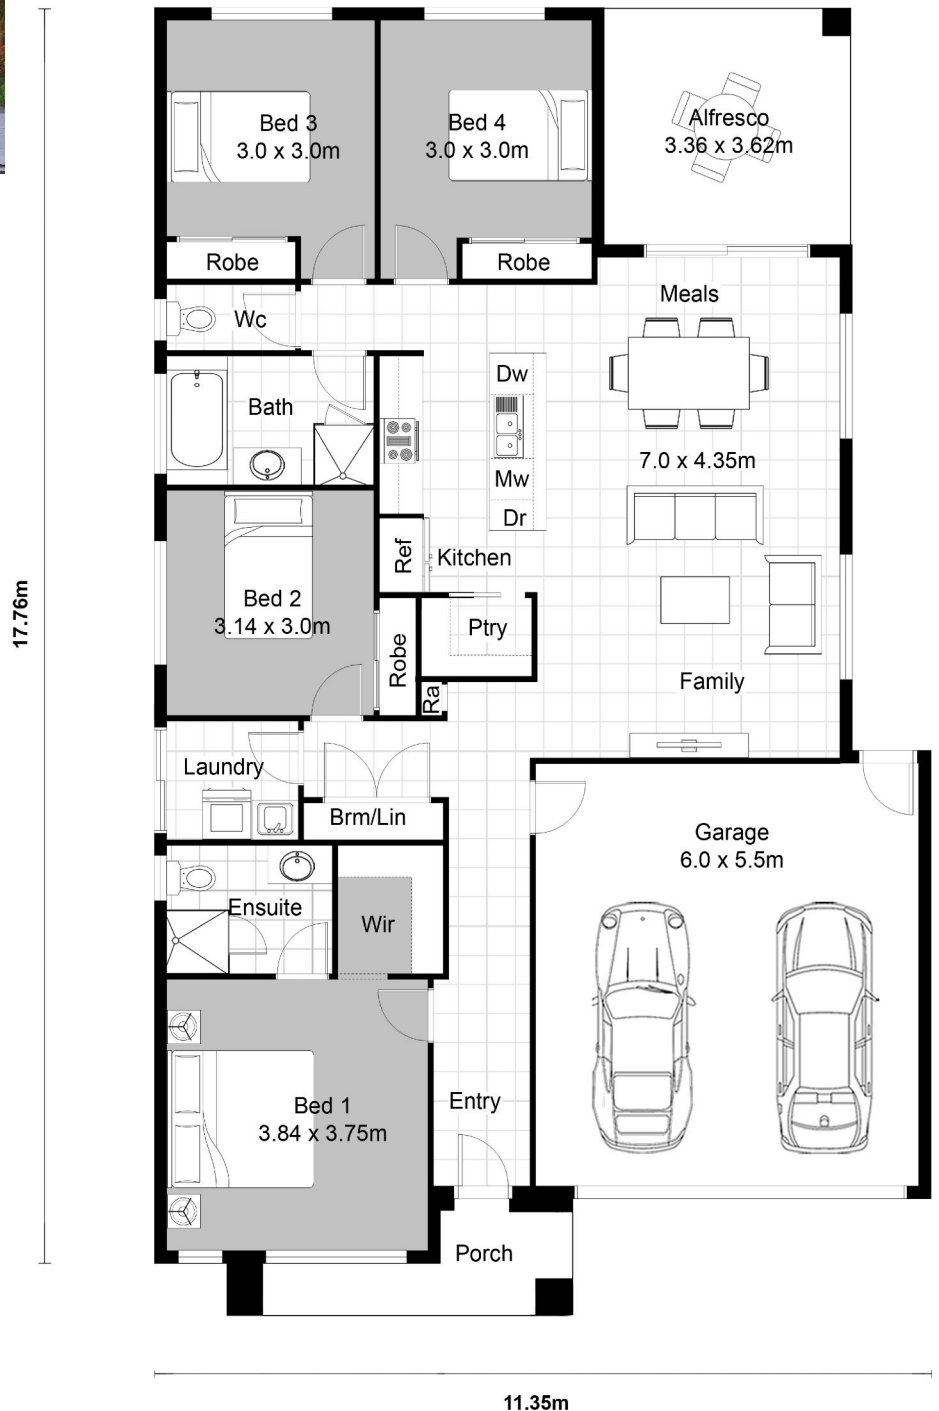 Bed 3
3.0 x 3.0m
Bed 4
3.0 x 3.0m
Alfresco
3.36 x 3.62m
Robe
Robe
Meals
Wc
Dw
Bath
7.0 x 4.35m
Mw
Dr
Ref
Kitchen
Bed 2
3.14 x 3.0m
Ptry
Robe
Ra
Family
17.76m
Laundry
Brm/Lin
Garage
6.0 x 5.5m
Ensuite
Wir
Entry
Bed 1
3.84 x 3.75m
Porch
11.35m